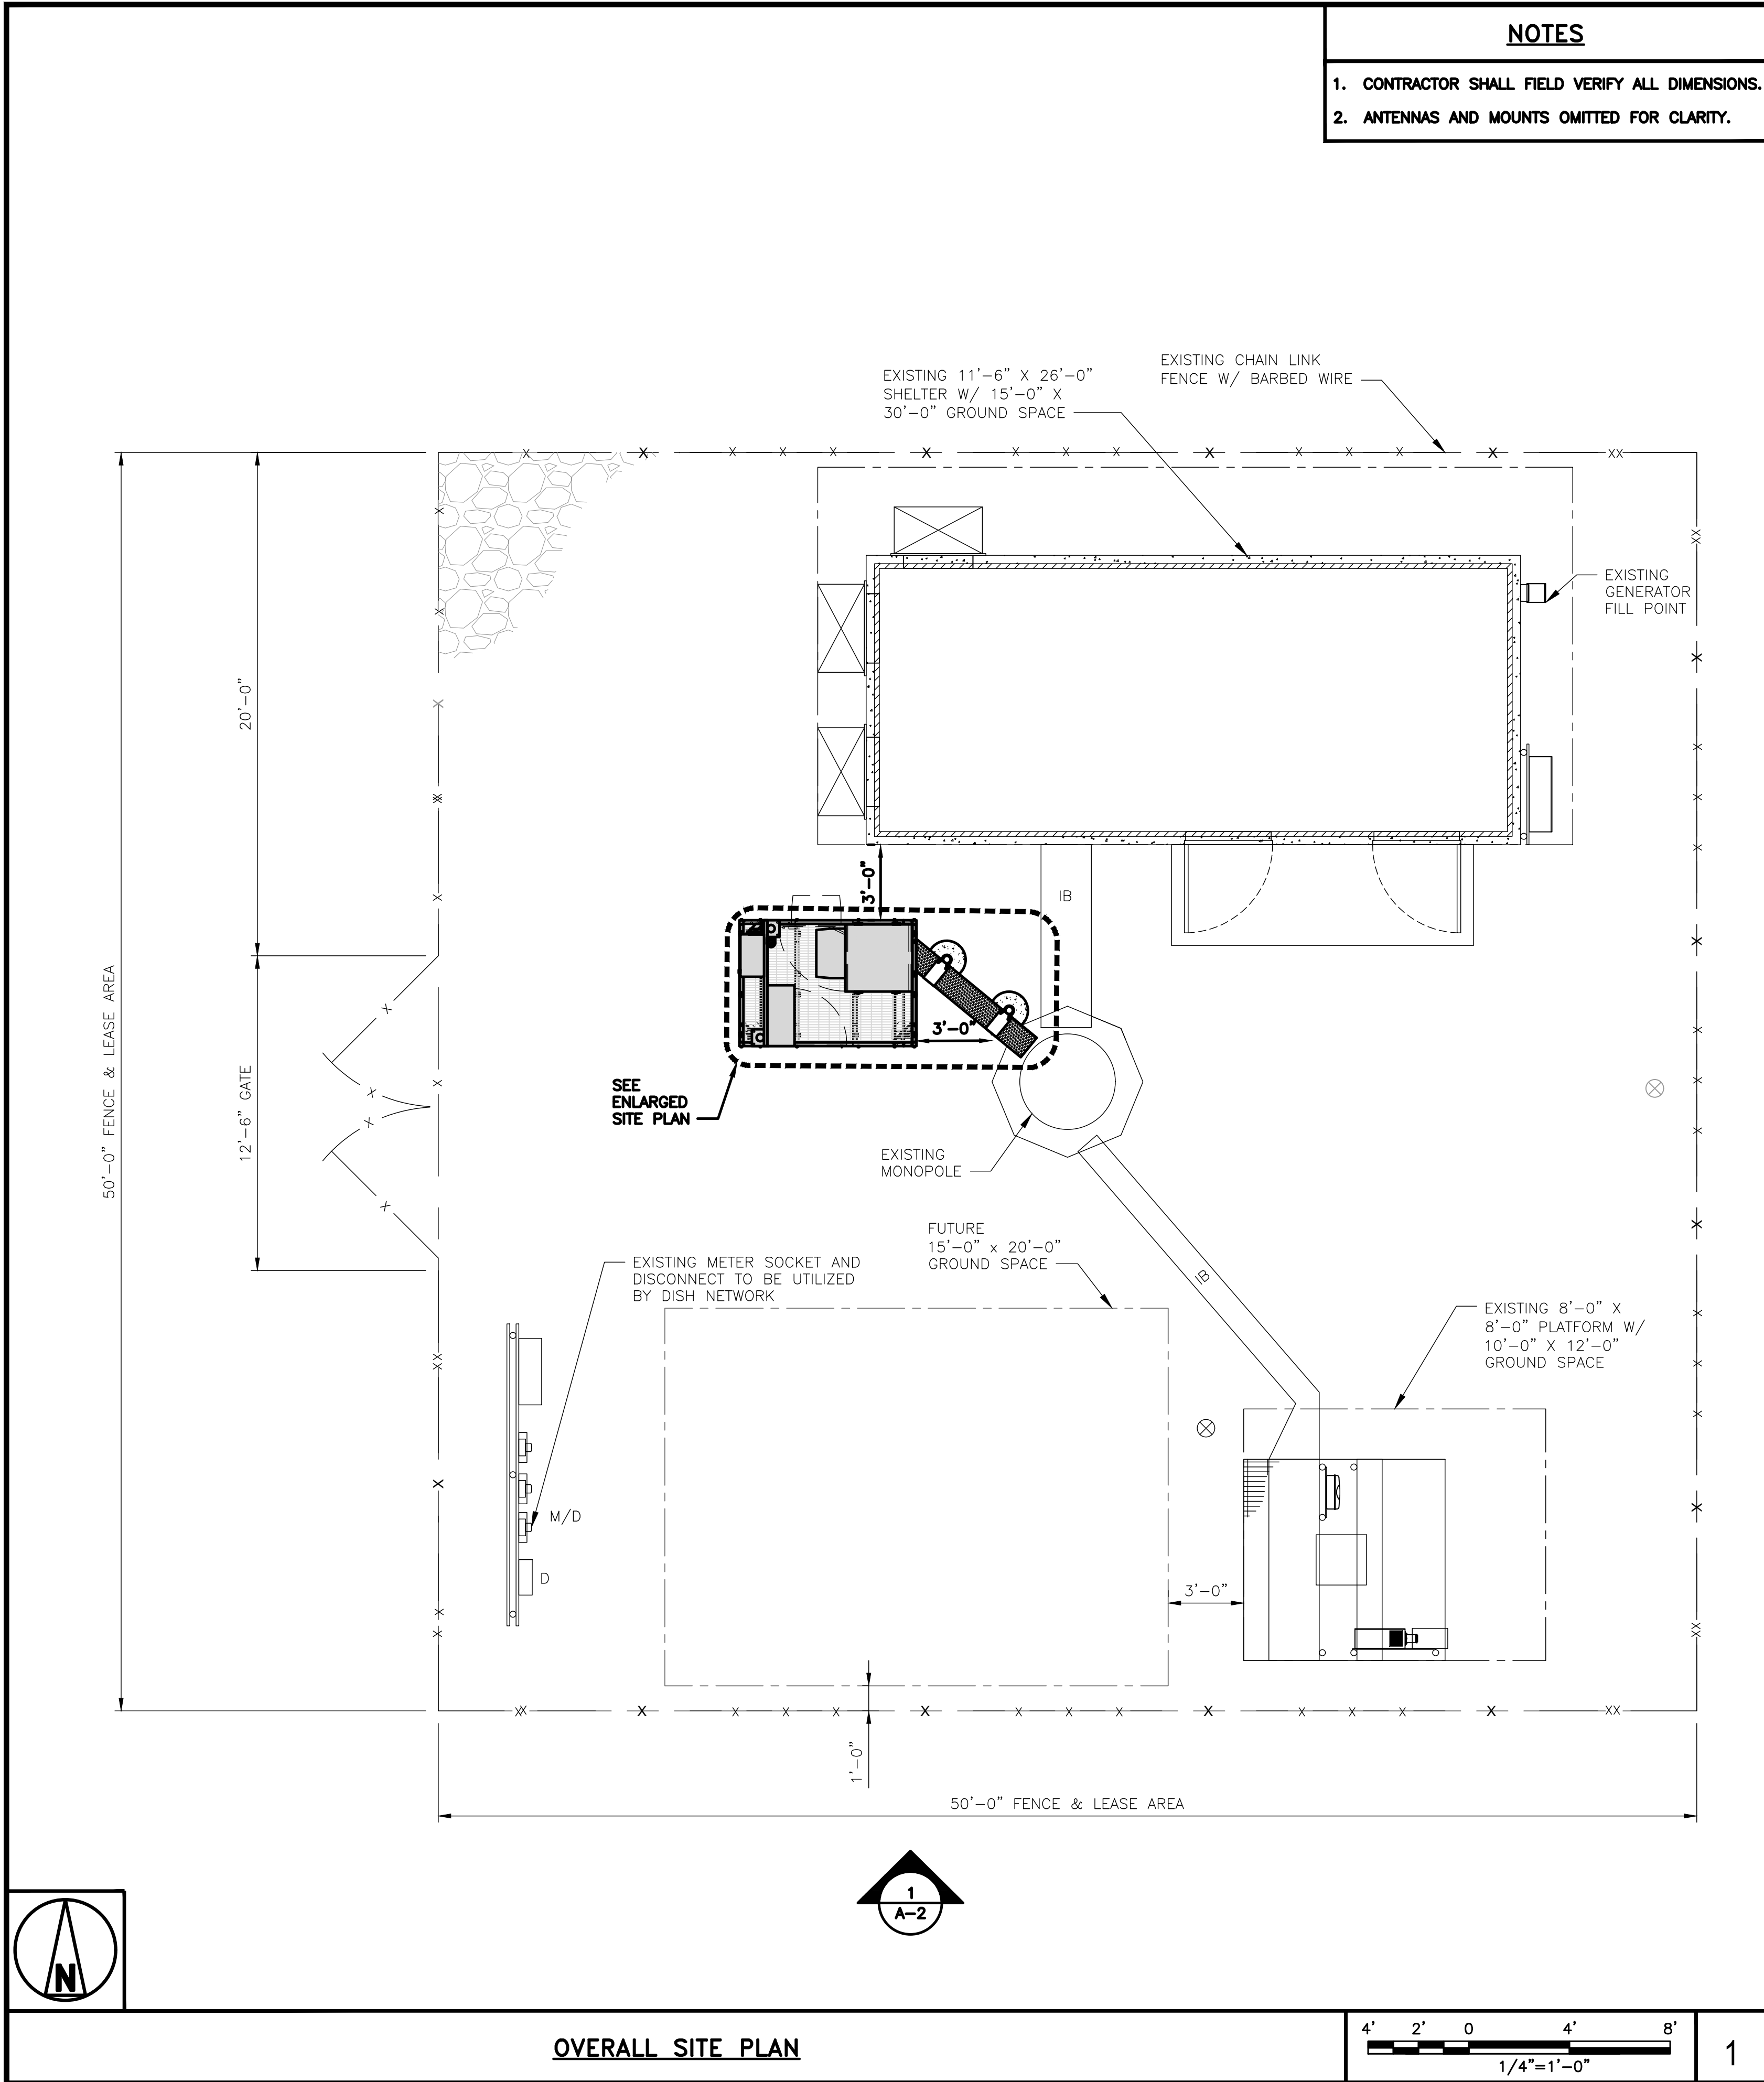 NOTES
1. CONTRACTOR SHALL FIELD VERIFY ALL DIMENSIONS.
2. ANTENNAS AND MOUNTS OMITTED FOR CLARITY.
EXISTING 11'-6" X 26'-0"
SHELTER W/ 15'-0" X
30'-0" GROUND SPACE
EXISTING CHAIN LINK
FENCE W/ BARBED WIRE
EXISTING
GENERATOR
FILL POINT
20'-0"
50'-0" FENCE & LEASE AREA
12'-6" GATE
3'-0"
IB
3'-0"
SEE
ENLARGED
SITE PLAN
EXISTING
MONOPOLE
FUTURE
15'-0" x 20'-0"
GROUND SPACE
EXISTING METER SOCKET AND
DISCONNECT TO BE UTILIZED
BY DISH NETWORK
IB
EXISTING 8'-0" X
8'-0" PLATFORM W/
10'-0" X 12'-0"
GROUND SPACE
M/D
D
3'-0"
1'-0"
50'-0" FENCE & LEASE AREA
1
A-2
N
OVERALL SITE PLAN
4' 2' 0 4' 8'
1/4"=1'-0"
1